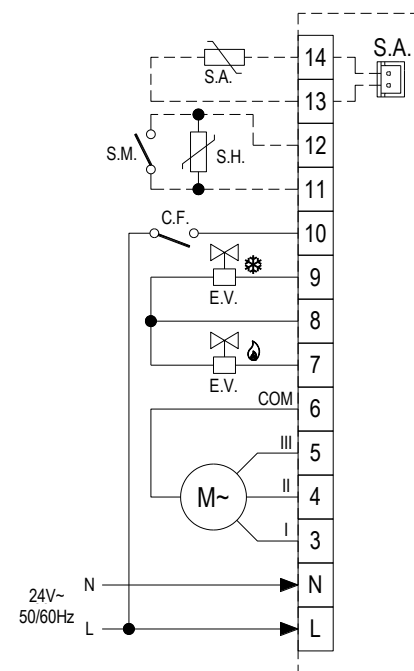 S.A.
14
S.A.
13
12
S.M.
S.H.
11
C.F.
10
9
E.V.
8
7
E.V.
COM
6
III
5
M~
II
4
I
3
N
N
24V~
50/60Hz
L
L